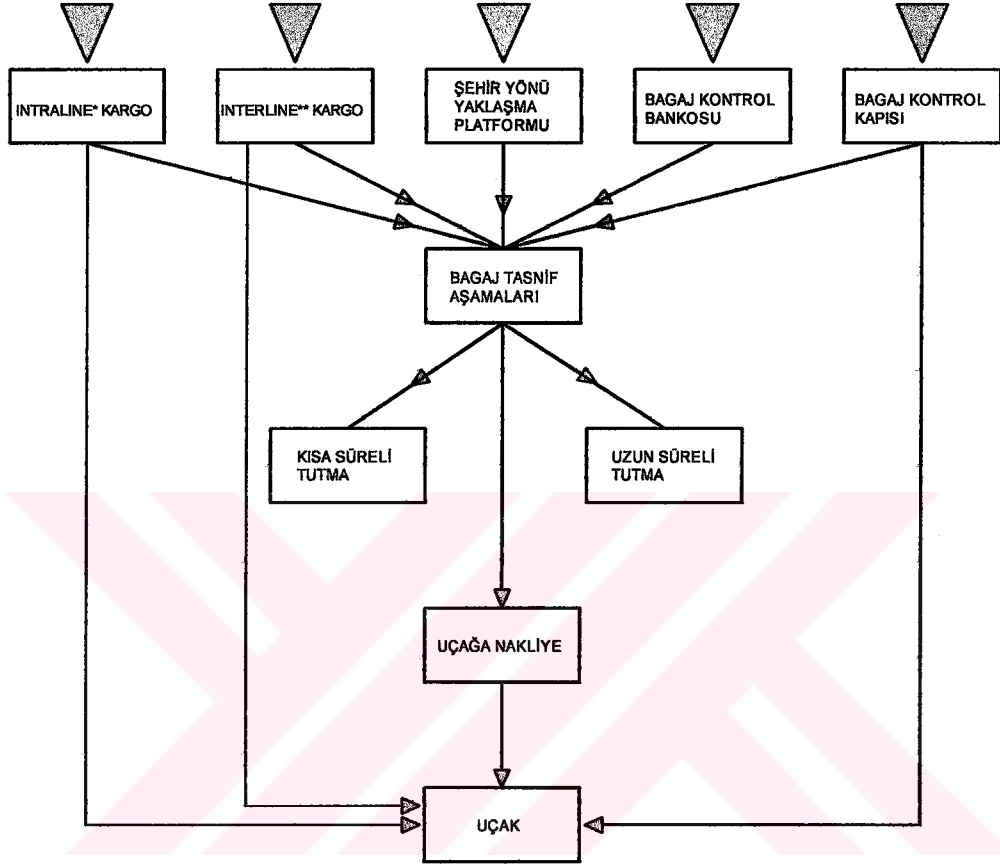 INTRALINE* KARGO
INTERLINE** KARGO
ŞEHİR YÖNÜ
YAKLAŞMA
PLATFORMU
BAGAJ KONTROL
BANKOSU
BAGAJ KONTROL
KAPISI
BAGAJ TASNİF
AŞAMALARI
KISA SÜRELİ
TUTMA
UZUN SÜRELİ
TUTMA
UÇAĞA NAKLİYE
UÇAK